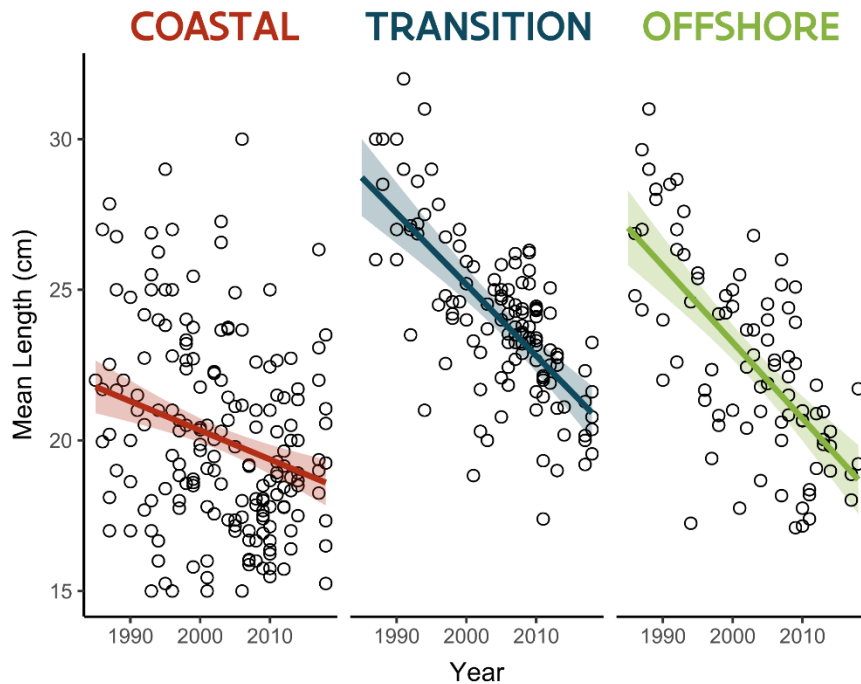 COASTAL TRANSITION OFFSHORE
Mean Length (cm)
30
25
20
15
1990 2000 2010 1990 2000 2010 1990 2000 2010
Year